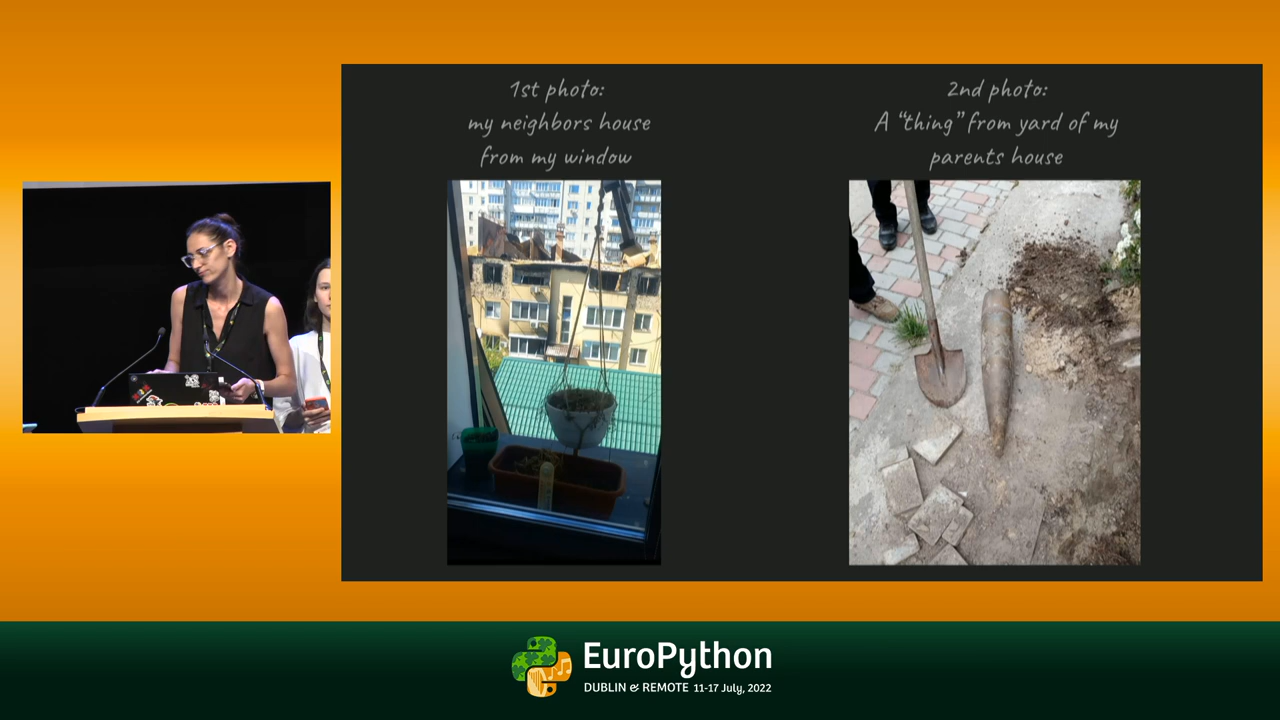 1st photo:
my neighbors house
from my window
2nd photo:
A “thing” from yard of my
parents house
EuroPython
DUBLIN & REMOTE 11-17 July, 2022